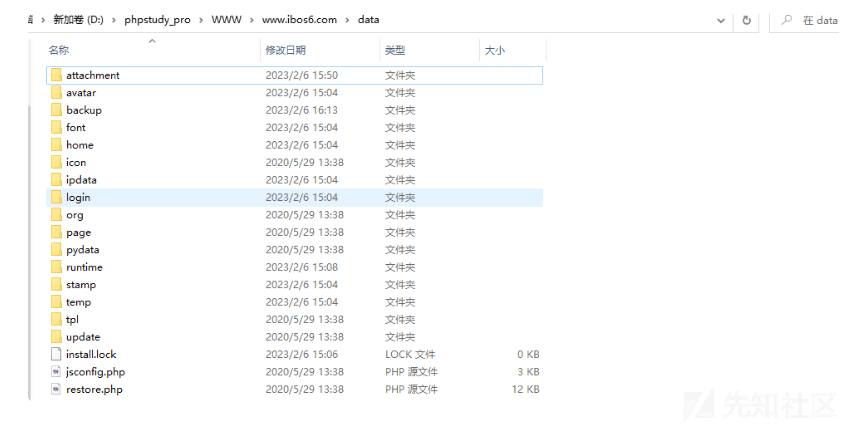 新加卷 (D:) › phpstudy_pro › WWW › www.ibos6.com › data 在 data
名称 修改日期 类型 大小
attachment 2023/2/6 15:50 文件夹
avatar 2023/2/6 15:04 文件夹
backup 2023/2/6 16:13 文件夹
font 2023/2/6 15:04 文件夹
home 2023/2/6 15:04 文件夹
icon 2020/5/29 13:38 文件夹
ipdata 2023/2/6 15:04 文件夹
login 2023/2/6 15:04 文件夹
org 2020/5/29 13:38 文件夹
page 2020/5/29 13:38 文件夹
pydata 2020/5/29 13:38 文件夹
runtime 2023/2/6 15:08 文件夹
stamp 2023/2/6 15:04 文件夹
temp 2023/2/6 15:04 文件夹
tpl 2020/5/29 13:38 文件夹
update 2020/5/29 13:38 文件夹
install.lock 2023/2/6 15:06 LOCK 文件 0 KB
jsconfig.php 2020/5/29 13:38 PHP 源文件 3 KB
restore.php 2020/5/29 13:38 PHP 源文件 12 KB
先知社区